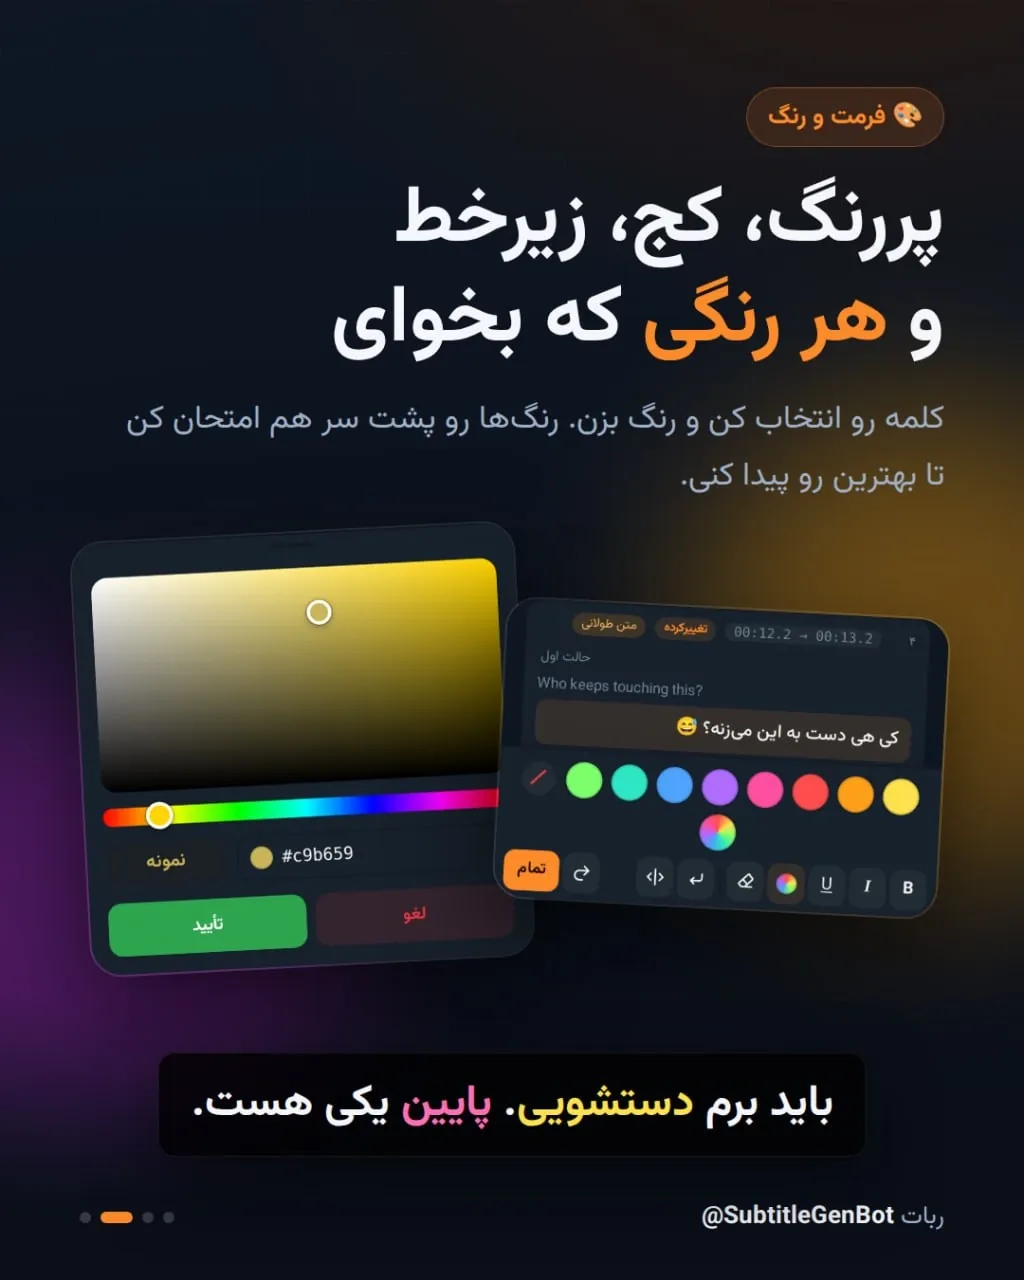 🎨 فرمت و رنگ
پررنگ، کج، زیرخط
و هر رنگی که بخوای
کلمه رو انتخاب کن و رنگ بزن. رنگ‌ها رو پشت سر هم امتحان کن
تا بهترین رو پیدا کنی.
۴ 00:12.2 → 00:13.2 تغییرکرده متن طولانی
حالت اول
Who keeps touching this?
کی هی دست به این می‌زنه؟ 😅
B I U تمام
#c9b659 نمونه
لغو تأیید
باید برم دستشویی. پایین یکی هست.
ربات @SubtitleGenBot